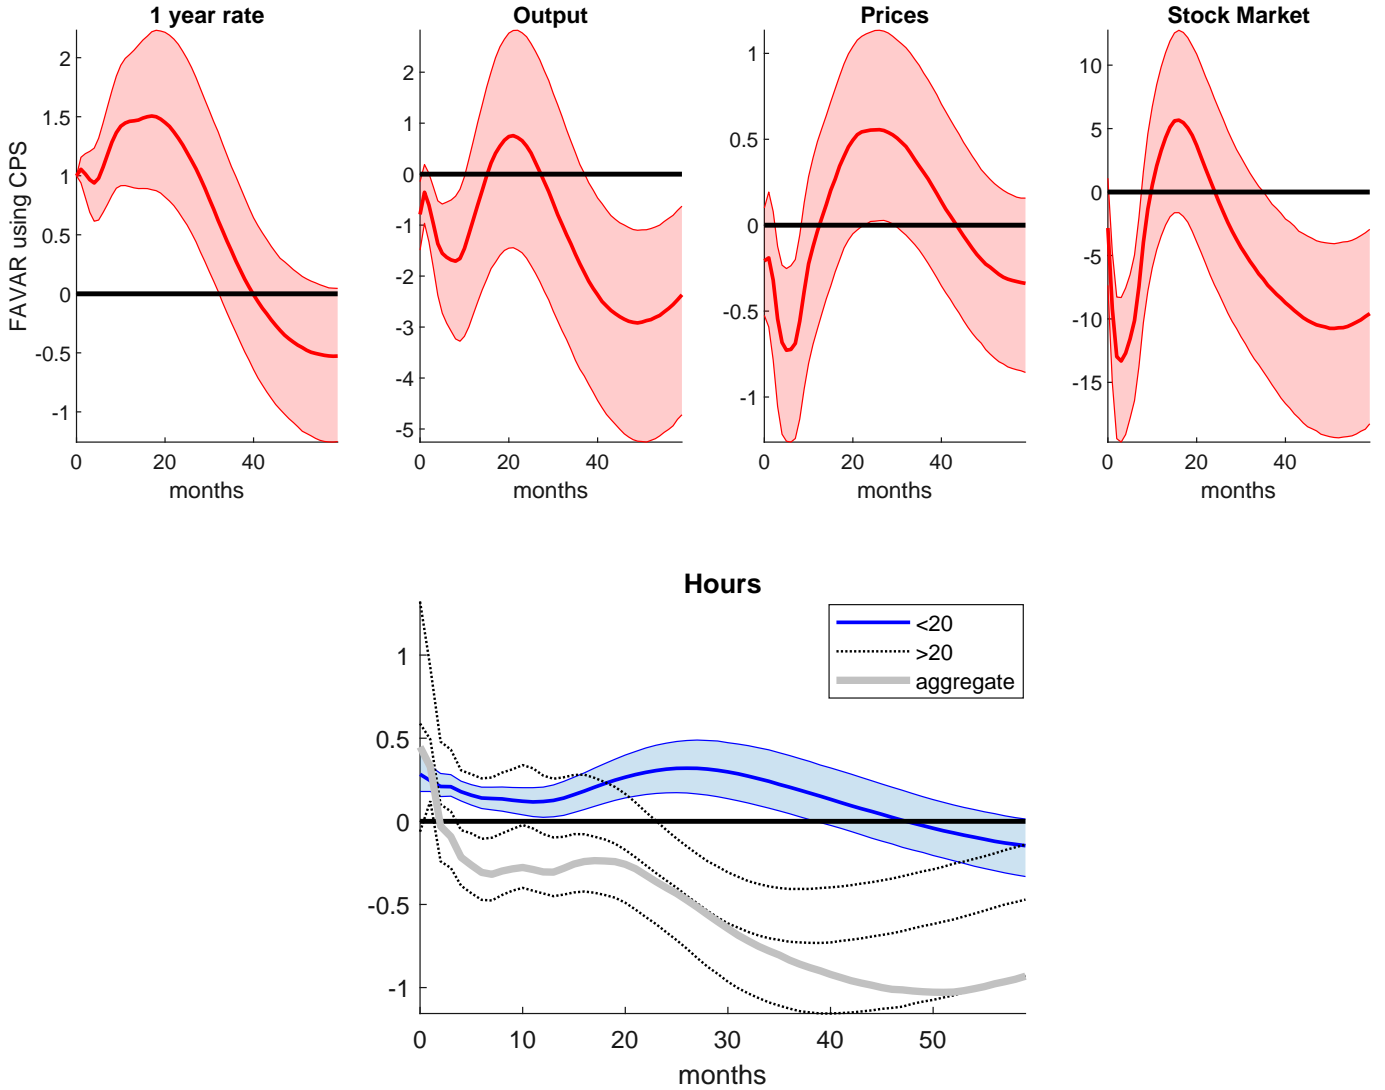 1 year rate
Output
Prices
Stock Market
FAVAR using CPS
2
1.5
1
0.5
0
-0.5
-1
0 20 40
months
2
1
0
-1
-2
-3
-4
-5
0 20 40
months
1
0.5
0
-0.5
-1
0 20 40
months
10
5
0
-5
-10
-15
0 20 40
months
Hours
<20
>20
aggregate
1
0.5
0
-0.5
-1
0 10 20 30 40 50
months